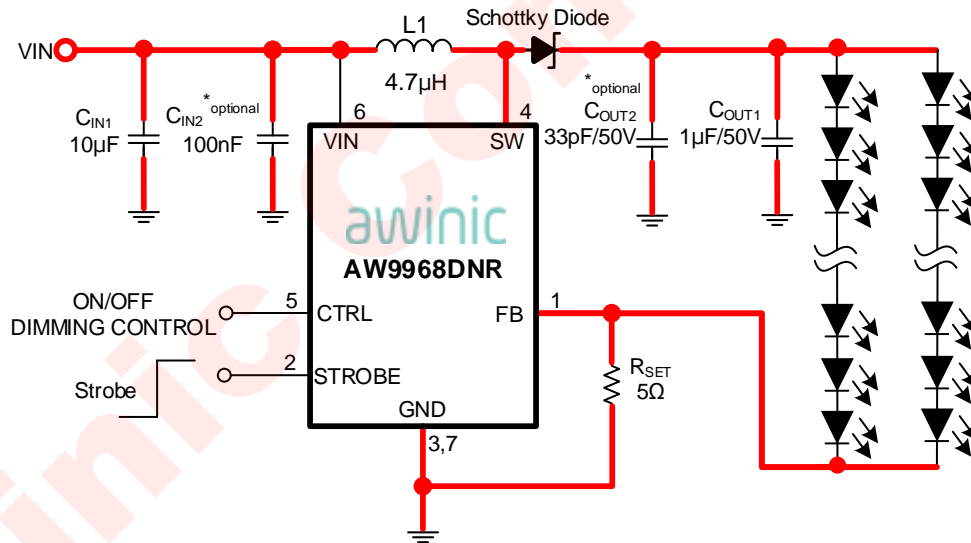 Schottky Diode
L1
VIN
4.7μH
*optional
CIN1
10μF
CIN2
100nF
*optional
COUT2
33pF/50V
COUT1
1μF/50V
6
4
VIN
SW
awinic
AW9968DNR
ON/OFF
DIMMING CONTROL
5
CTRL
FB
1
Strobe
2
STROBE
RSET
5Ω
GND
3,7
inic Con